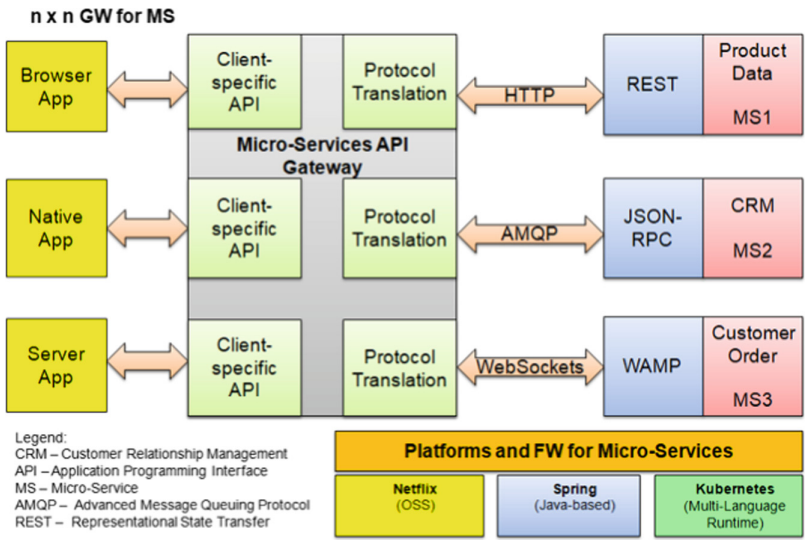 n x n GW for MS
Browser
App
Client-
specific
API
Protocol
Translation
HTTP
REST
Product
Data
MS1
Micro-Services API
Gateway
Native
App
Client-
specific
API
Protocol
Translation
AMQP
JSON-
RPC
CRM
MS2
Server
App
Client-
specific
API
Protocol
Translation
WebSockets
WAMP
Customer
Order
MS3
Legend:
CRM – Customer Relationship Management
API – Application Programming Interface
MS – Micro-Service
AMQP – Advanced Message Queuing Protocol
REST – Representational State Transfer
Platforms and FW for Micro-Services
Netflix
(OSS)
Spring
(Java-based)
Kubernetes
(Multi-Language
Runtime)